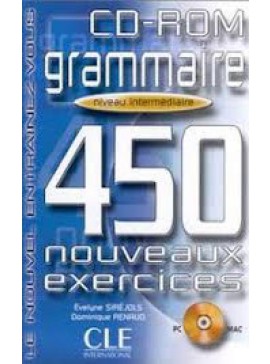 CD-ROM
grammaire
niveau intermédiaire
450
nouveaux
exercices
Evelyne SIRÉJOLS
Dominique RENAUD
CLE
INTERNATIONAL
PC
MAC
LE NOUVEL ENTRAÎNEZ-VOUS